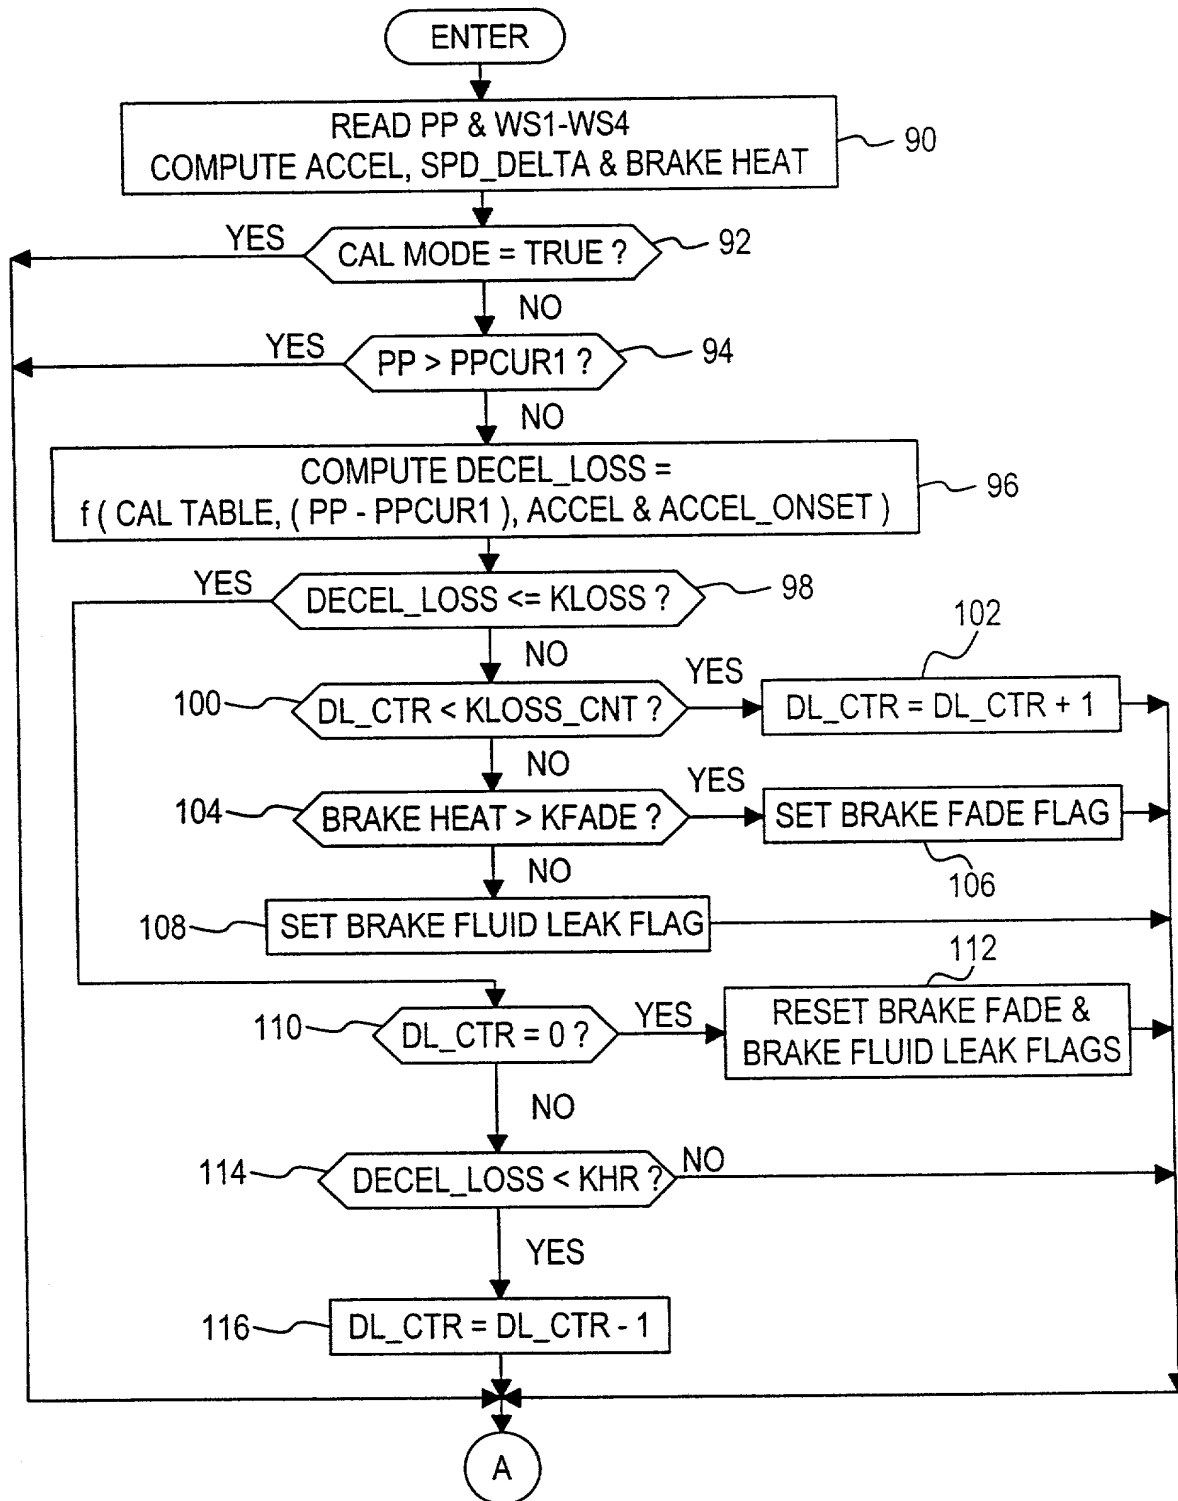 ENTER
READ PP & WS1-WS4
COMPUTE ACCEL, SPD_DELTA & BRAKE HEAT
90
YES
CAL MODE = TRUE ?
92
NO
YES
PP > PPCUR1 ?
94
NO
COMPUTE DECEL_LOSS =
f ( CAL TABLE, ( PP - PPCUR1 ), ACCEL & ACCEL_ONSET )
96
YES
DECEL_LOSS <= KLOSS ?
98
NO
102
100
DL_CTR < KLOSS_CNT ?
YES
DL_CTR = DL_CTR + 1
NO
104
BRAKE HEAT > KFADE ?
YES
SET BRAKE FADE FLAG
106
NO
108
SET BRAKE FLUID LEAK FLAG
112
110
DL_CTR = 0 ?
YES
RESET BRAKE FADE &
BRAKE FLUID LEAK FLAGS
NO
114
DECEL_LOSS < KHR ?
NO
YES
116
DL_CTR = DL_CTR - 1
A